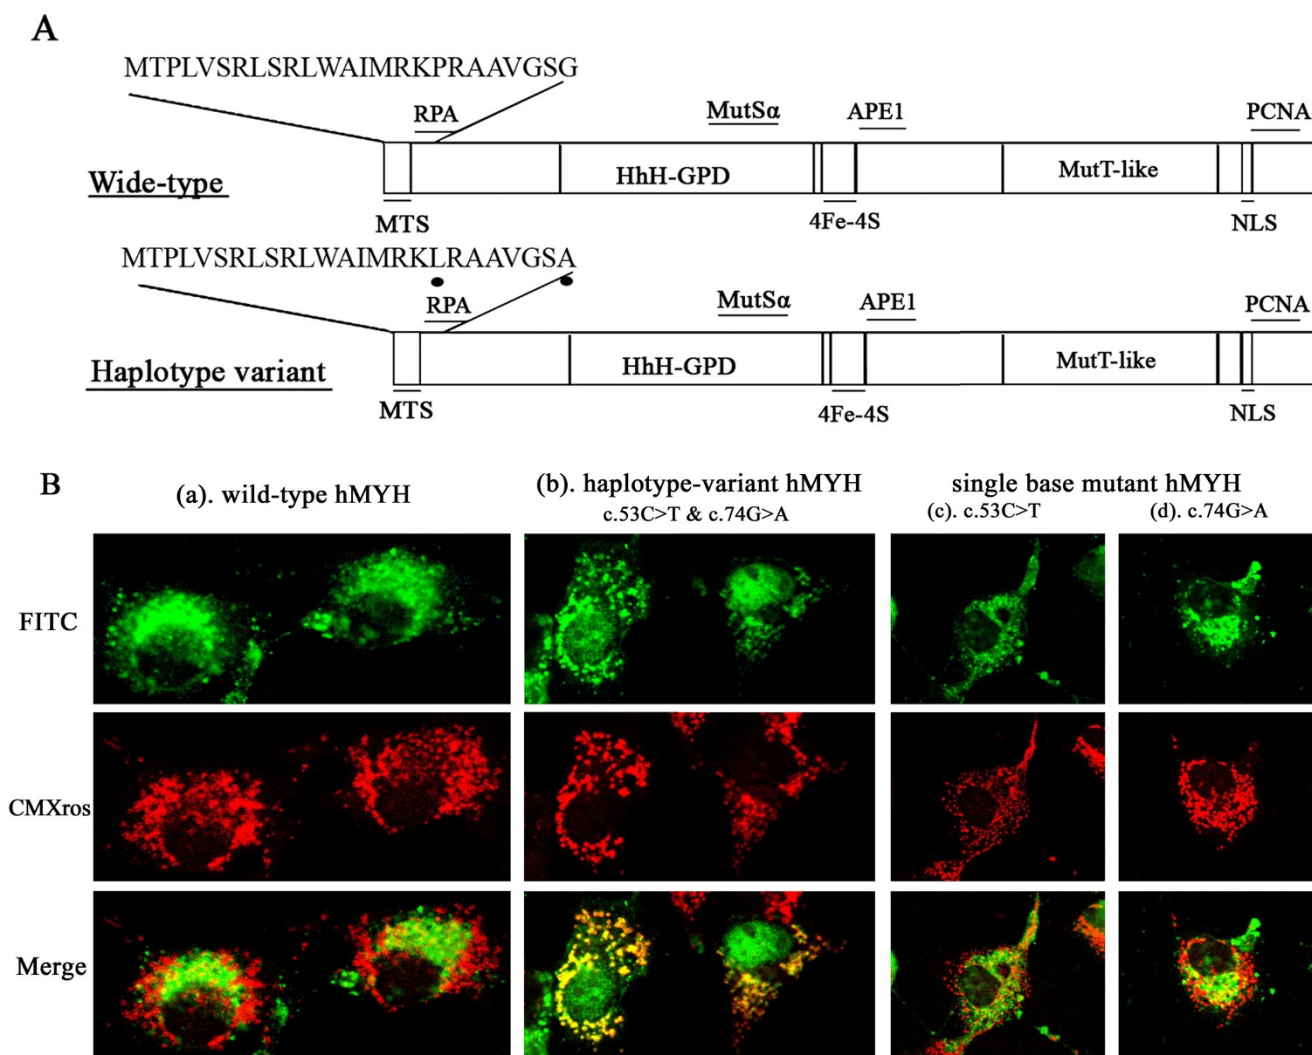 A
MTPLVSRLSRLWAIMRKPRAAVGSG
RPA
MutSα
APE1
PCNA
Wide-type
HhH-GPD
MutT-like
MTS
4Fe-4S
NLS
MTPLVSRLSRLWAIMRKLRAAVGSA
RPA
MutSα
APE1
PCNA
Haplotype variant
HhH-GPD
MutT-like
MTS
4Fe-4S
NLS
B
(a). wild-type hMYH
(b). haplotype-variant hMYH
c.53C>T & c.74G>A
single base mutant hMYH
(c). c.53C>T
(d). c.74G>A
FITC
CMXros
Merge